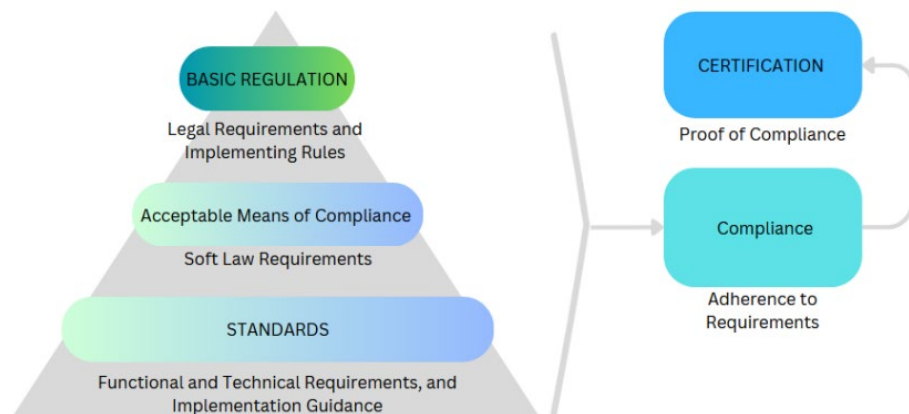 BASIC REGULATION
Legal Requirements and
Implementing Rules
Acceptable Means of Compliance
Soft Law Requirements
STANDARDS
Functional and Technical Requirements, and
Implementation Guidance
CERTIFICATION
Proof of Compliance
Compliance
Adherence to
Requirements